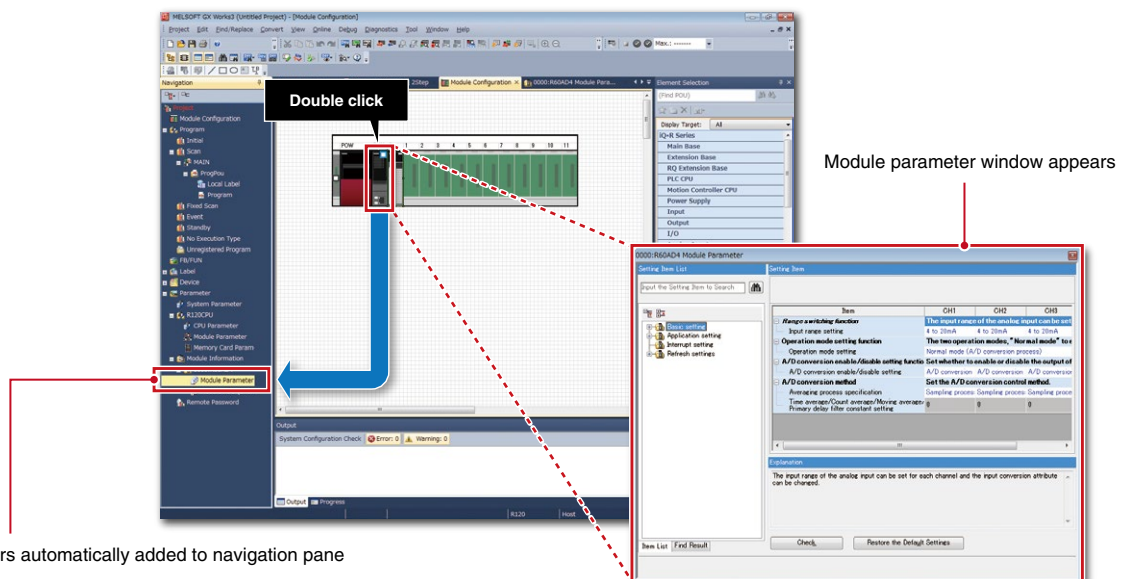 MELSOFT GX Works3 (Untitled Project) - [Module Configuration]
Project Edit Find/Replace Convert View Online Debug Diagnostics Tool Window Help
Max.:
Navigation
2Step
Module Configuration
0000:R60AD4 Module Para...
Element Selection
(Find POU)
Display Target: All
iQ-R Series
Main Base
Extension Base
RQ Extension Base
PLC CPU
Motion Controller CPU
Power Supply
Input
Output
I/O
Project
Module Configuration
Program
Initial
Scan
MAIN
ProgPou
Local Label
Program
Fixed Scan
Event
Standby
No Execution Type
Unregistered Program
FB/FUN
Label
Device
Parameter
System Parameter
R120CPU
CPU Parameter
Module Parameter
Memory Card Param
Module Information
Module Parameter
Remote Password
Double click
POW 1 2 3 4 5 6 7 8 9 10 11
Output
System Configuration Check Error: 0 Warning: 0
Output Progress
R120 Host
Module parameter window appears
0000:R60AD4 Module Parameter
Setting Item List
Input the Setting Item to Search
Basic setting
Application setting
Interrupt setting
Refresh settings
Item List Find Result
Setting Item
Item CH1 CH2 CH3
Range switching function The input range of the analog input can be set
Input range setting 4 to 20mA 4 to 20mA 4 to 20mA
Operation mode setting function The two operation modes, "Normal mode" to e
Operation mode setting Normal mode (A/D conversion process)
A/D conversion enable/disable setting functio Set whether to enable or disable the output of
A/D conversion enable/disable setting A/D conversion A/D conversion A/D conversion
A/D conversion method Set the A/D conversion control method.
Averaging process specification Sampling proces Sampling proces Sampling proce
Time average/Count average/Moving average/ 0 0 0
Primary delay filter constant setting
Explanation
The input range of the analog input can be set for each channel and the input conversion attribute
can be changed.
Check Restore the Default Settings
rs automatically added to navigation pane